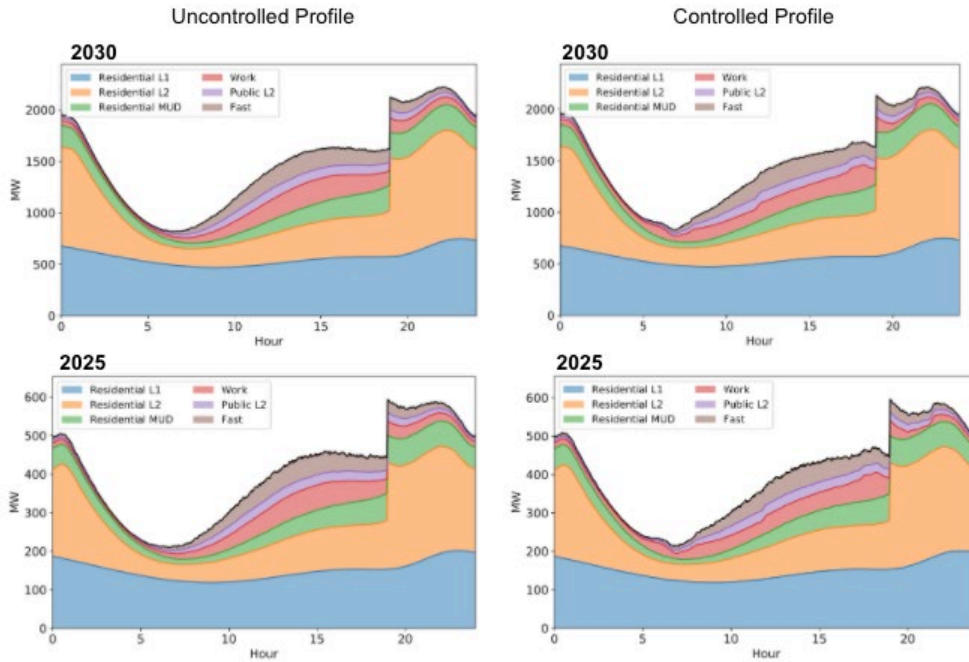 Uncontrolled Profile
Controlled Profile
2030
Residential L1
Residential L2
Residential MUD
Work
Public L2
Fast
MW
2000
1500
1000
500
0
0 5 10 15 20
Hour
2030
Residential L1
Residential L2
Residential MUD
Work
Public L2
Fast
MW
2000
1500
1000
500
0
0 5 10 15 20
Hour
2025
Residential L1
Residential L2
Residential MUD
Work
Public L2
Fast
MW
600
500
400
300
200
100
0
0 5 10 15 20
Hour
2025
Residential L1
Residential L2
Residential MUD
Work
Public L2
Fast
MW
600
500
400
300
200
100
0
0 5 10 15 20
Hour